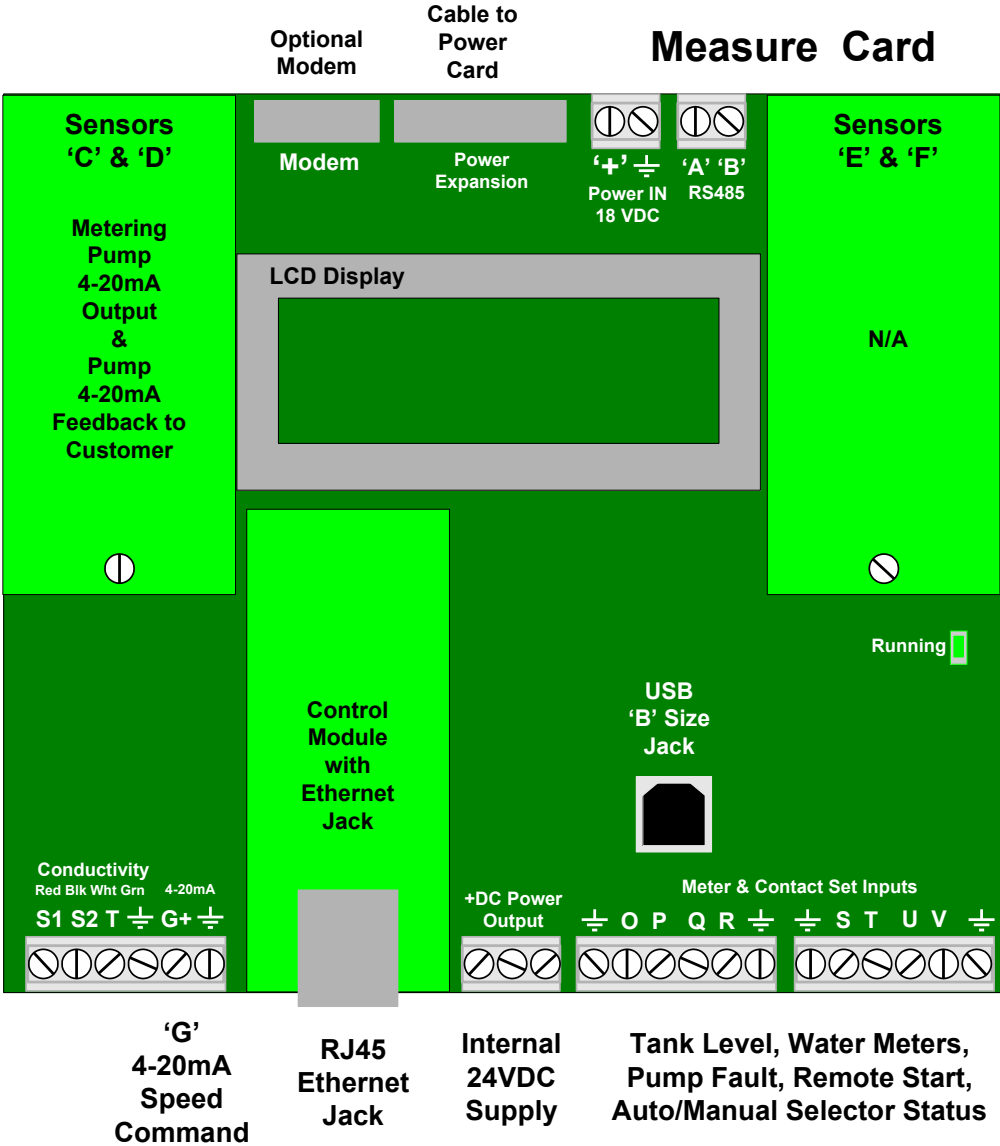 Measure Card
Optional
Modem
Cable to
Power
Card
Sensors
‘C’ & ‘D’
Metering
Pump
4-20mA
Output
&
Pump
4-20mA
Feedback to
Customer
Modem
Power
Expansion
‘+’ ⏚
Power IN
18 VDC
‘A’ ‘B’
RS485
Sensors
‘E’ & ‘F’
N/A
LCD Display
Running
Control
Module
with
Ethernet
Jack
USB
‘B’ Size
Jack
Conductivity
Red Blk Wht Grn 4-20mA
S1 S2 T ⏚ G+ ⏚
+DC Power
Output
Meter & Contact Set Inputs
⏚ O P Q R ⏚ ⏚ S T U V ⏚
‘G’
4-20mA
Speed
Command
RJ45
Ethernet
Jack
Internal
24VDC
Supply
Tank Level, Water Meters,
Pump Fault, Remote Start,
Auto/Manual Selector Status